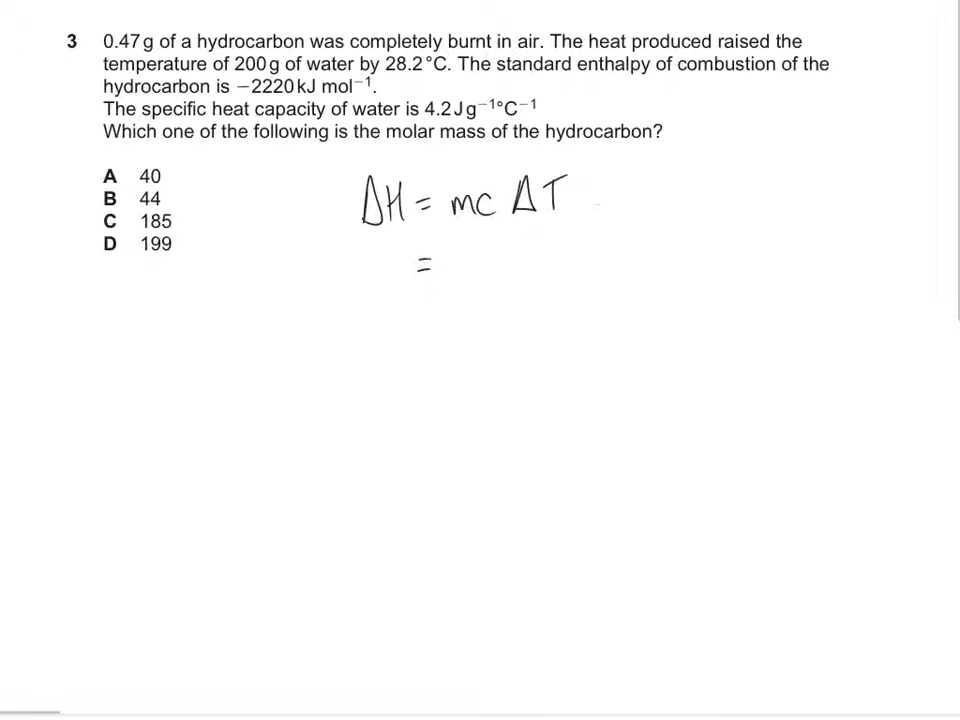 3 0.47 g of a hydrocarbon was completely burnt in air. The heat produced raised the
temperature of 200 g of water by 28.2 °C. The standard enthalpy of combustion of the
hydrocarbon is −2220 kJ mol⁻¹.
The specific heat capacity of water is 4.2 J g⁻¹°C⁻¹
Which one of the following is the molar mass of the hydrocarbon?
A 40
B 44
C 185
D 199
ΔH = mc ΔT
=